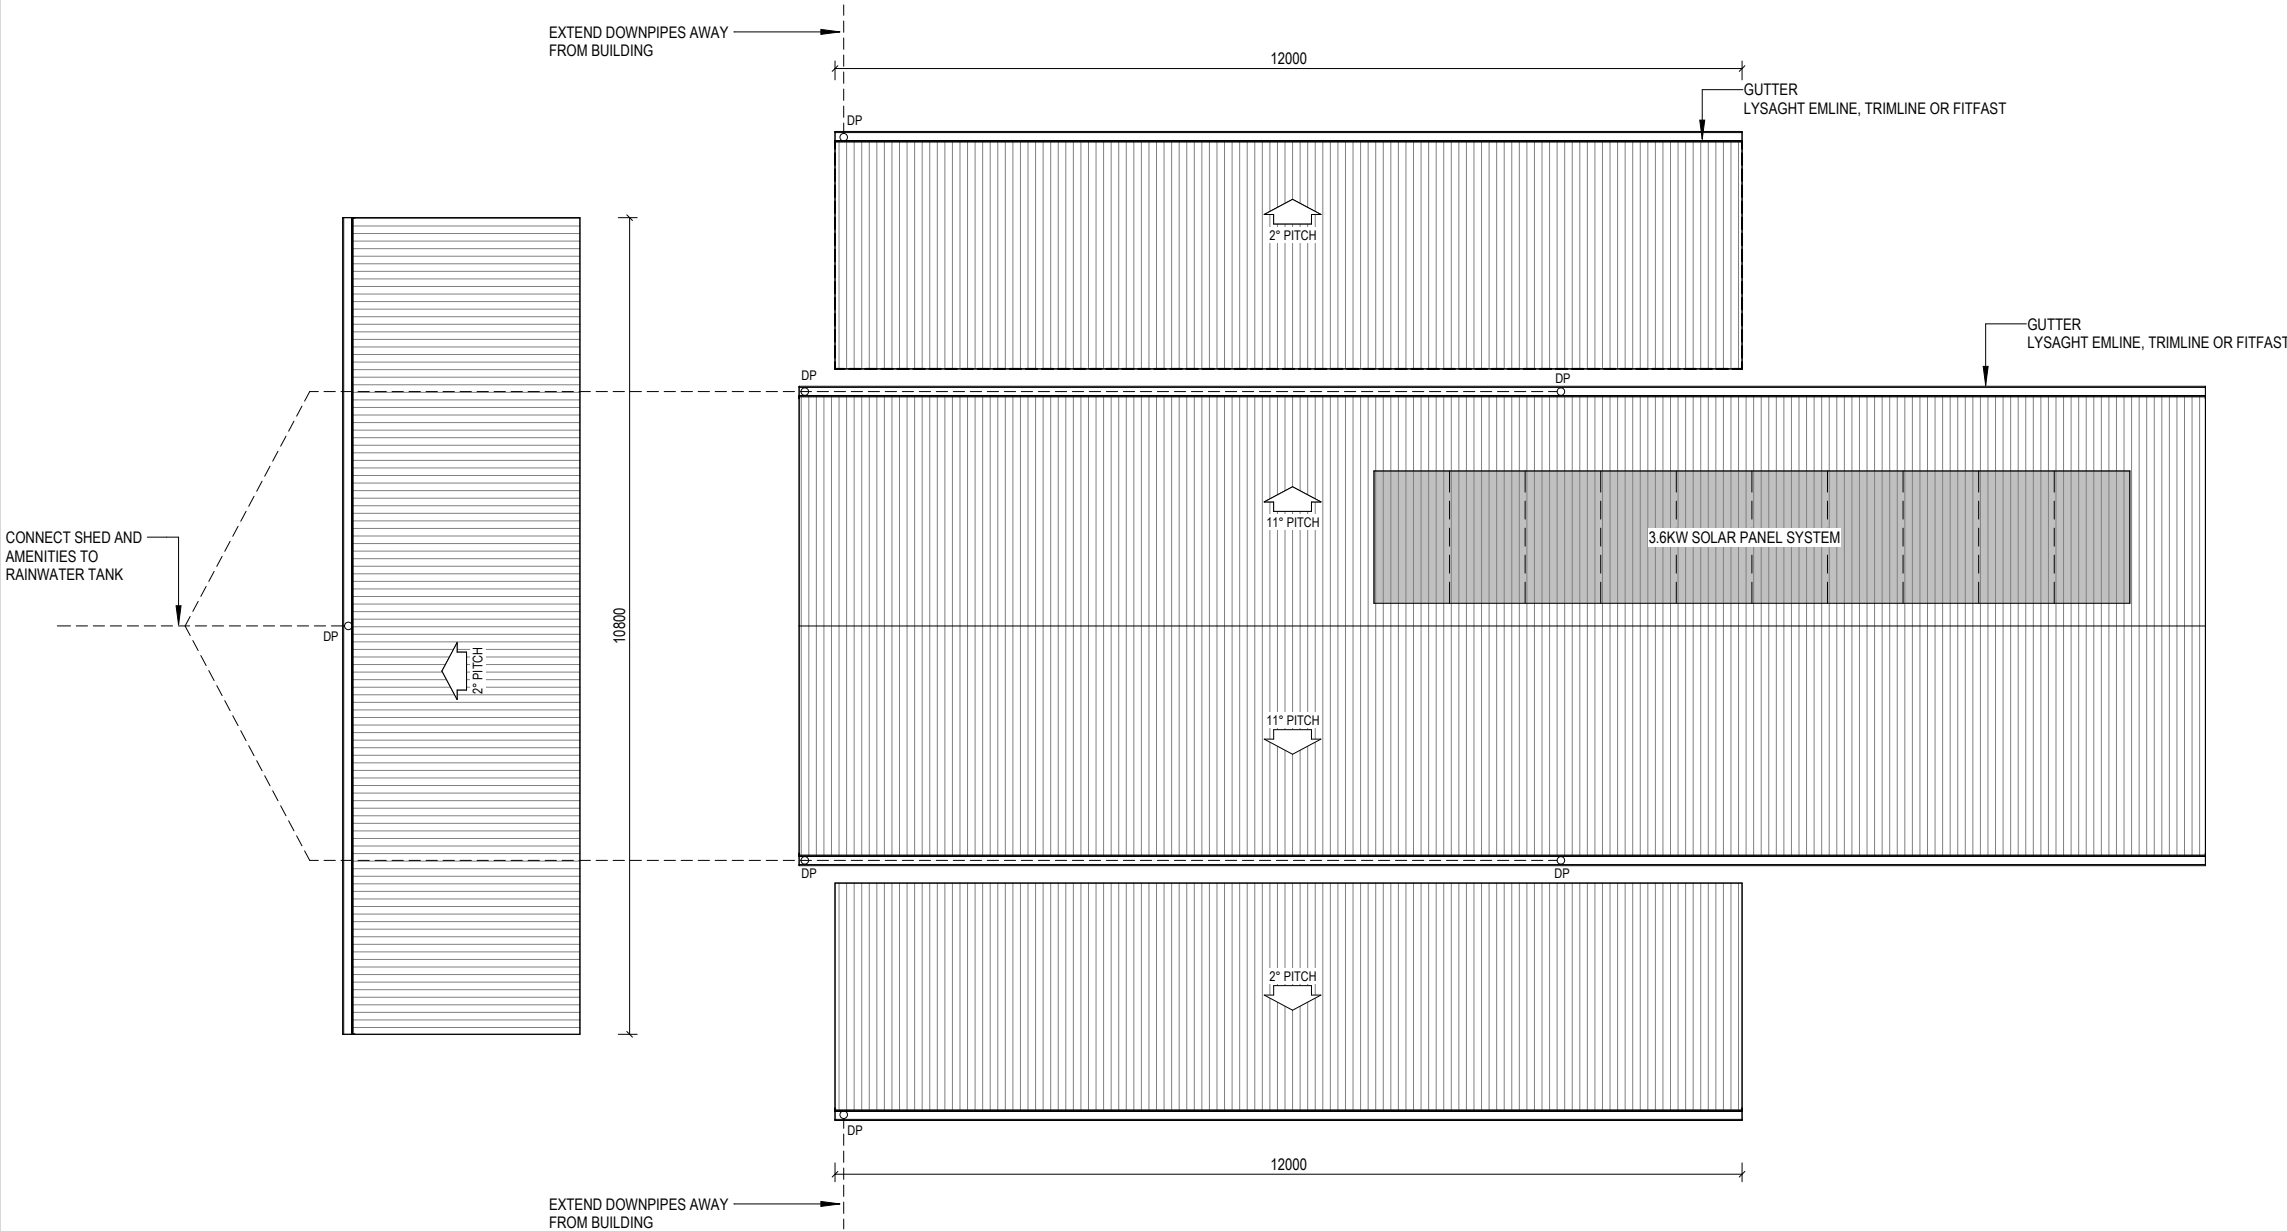 EXTEND DOWNPIPES AWAY
FROM BUILDING
12000
GUTTER
LYSAGHT EMLINE, TRIMLINE OR FITFAST
DP
2° PITCH
GUTTER
LYSAGHT EMLINE, TRIMLINE OR FITFAST
DP
DP
11° PITCH
3.6KW SOLAR PANEL SYSTEM
CONNECT SHED AND
AMENITIES TO
RAINWATER TANK
DP
2° PITCH
10800
11° PITCH
DP
DP
2° PITCH
DP
12000
EXTEND DOWNPIPES AWAY
FROM BUILDING